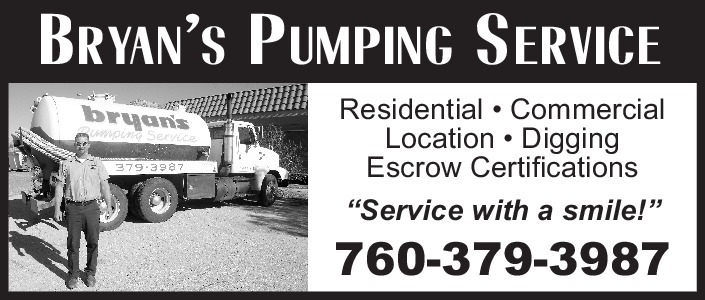 BRYAN'S PUMPING SERVICE
bryan's
Pumping Service
379-3987
Residential • Commercial
Location • Digging
Escrow Certifications
“Service with a smile!”
760-379-3987